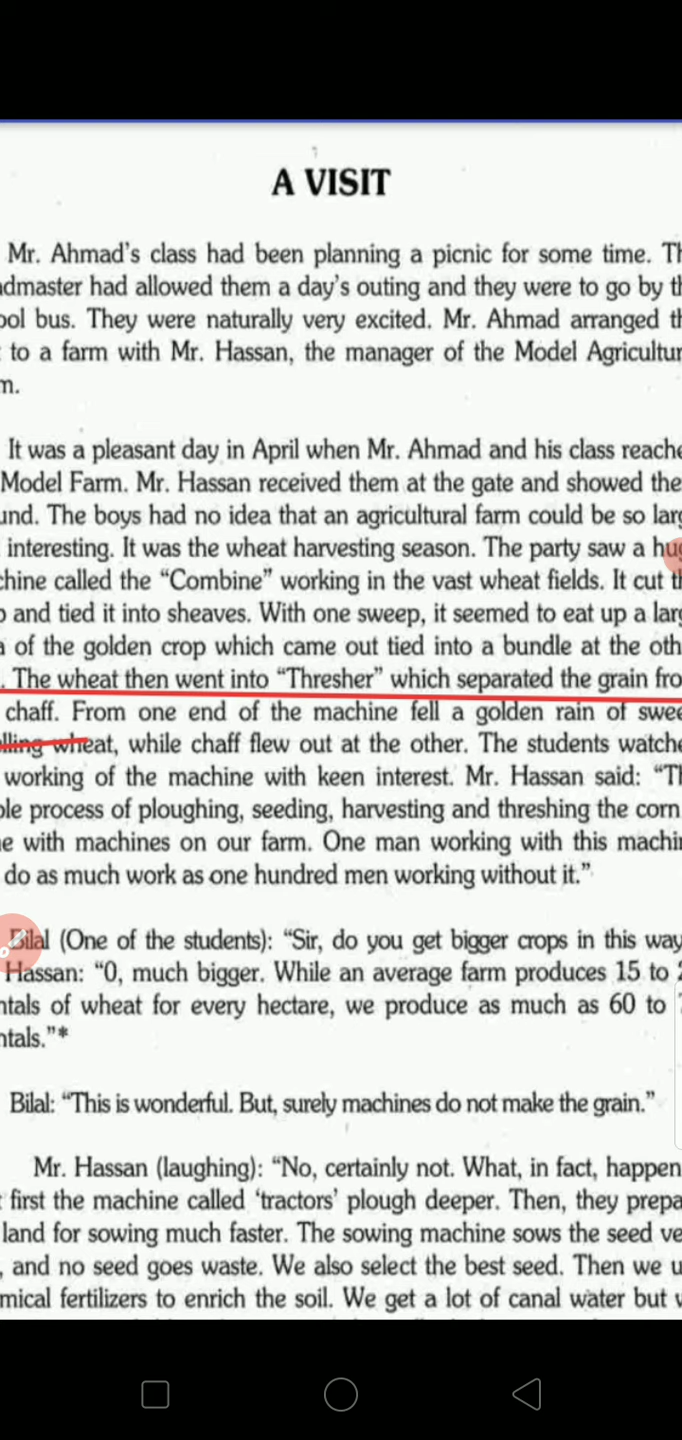 A VISIT
Mr. Ahmad's class had been planning a picnic for some time. Th
admaster had allowed them a day's outing and they were to go by th
ool bus. They were naturally very excited. Mr. Ahmad arranged th
to a farm with Mr. Hassan, the manager of the Model Agricultur
m.
It was a pleasant day in April when Mr. Ahmad and his class reache
Model Farm. Mr. Hassan received them at the gate and showed the
und. The boys had no idea that an agricultural farm could be so larg
interesting. It was the wheat harvesting season. The party saw a hug
chine called the “Combine” working in the vast wheat fields. It cut th
p and tied it into sheaves. With one sweep, it seemed to eat up a larg
a of the golden crop which came out tied into a bundle at the oth
. The wheat then went into “Thresher” which separated the grain fro
chaff. From one end of the machine fell a golden rain of swee
lling wheat, while chaff flew out at the other. The students watche
working of the machine with keen interest. Mr. Hassan said: “Th
ole process of ploughing, seeding, harvesting and threshing the corn
e with machines on our farm. One man working with this machin
do as much work as one hundred men working without it.”
Bilal (One of the students): “Sir, do you get bigger crops in this way
Hassan: “0, much bigger. While an average farm produces 15 to 2
ntals of wheat for every hectare, we produce as much as 60 to 7
ntals.”*
Bilal: “This is wonderful. But, surely machines do not make the grain.”
Mr. Hassan (laughing): “No, certainly not. What, in fact, happen
t first the machine called ‘tractors’ plough deeper. Then, they prepa
land for sowing much faster. The sowing machine sows the seed ve
, and no seed goes waste. We also select the best seed. Then we u
mical fertilizers to enrich the soil. We get a lot of canal water but w